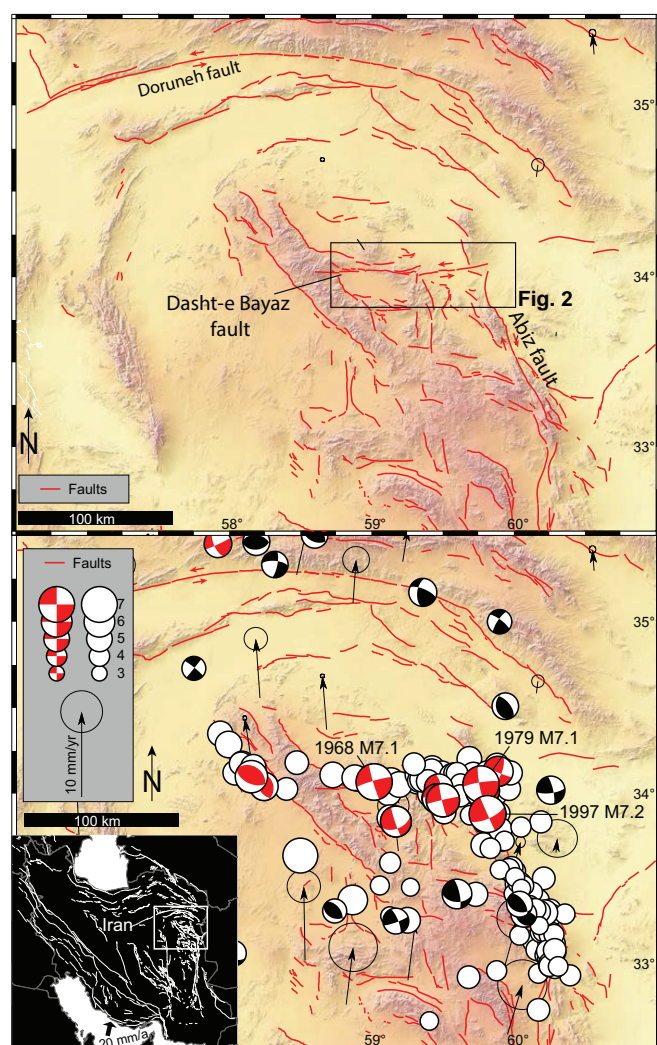 Doruneh fault
35°
34°
Dasht-e Bayaz
fault
Fig. 2
Abiz fault
33°
N
Faults
100 km
58°
59°
60°
Faults
7
6
5
4
3
10 mm/yr
N
100 km
35°
34°
33°
1968 M7.1
1979 M7.1
1997 M7.2
Iran
20 mm/a
59°
60°